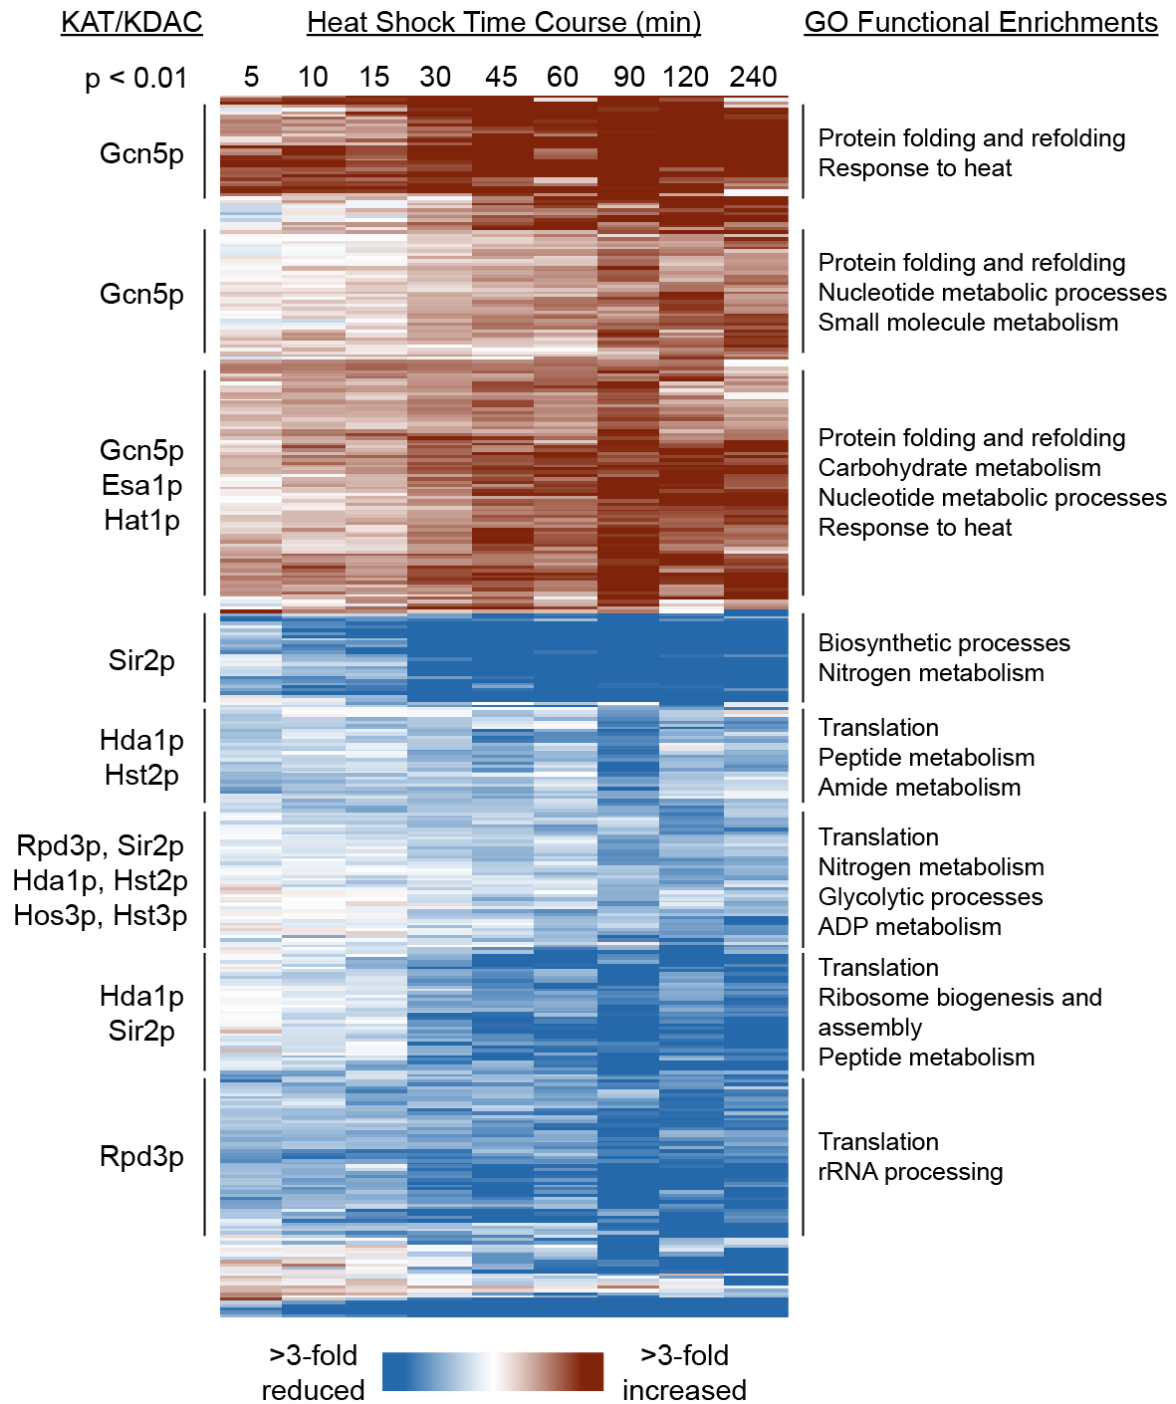 KAT/KDAC Heat Shock Time Course (min) GO Functional Enrichments
p < 0.01 5 10 15 30 45 60 90 120 240
Gcn5p
Protein folding and refolding
Response to heat
Gcn5p
Protein folding and refolding
Nucleotide metabolic processes
Small molecule metabolism
Gcn5p
Esa1p
Hat1p
Protein folding and refolding
Carbohydrate metabolism
Nucleotide metabolic processes
Response to heat
Sir2p
Biosynthetic processes
Nitrogen metabolism
Hda1p
Hst2p
Translation
Peptide metabolism
Amide metabolism
Rpd3p, Sir2p
Hda1p, Hst2p
Hos3p, Hst3p
Translation
Nitrogen metabolism
Glycolytic processes
ADP metabolism
Hda1p
Sir2p
Translation
Ribosome biogenesis and
assembly
Peptide metabolism
Rpd3p
Translation
rRNA processing
>3-fold
reduced
>3-fold
increased